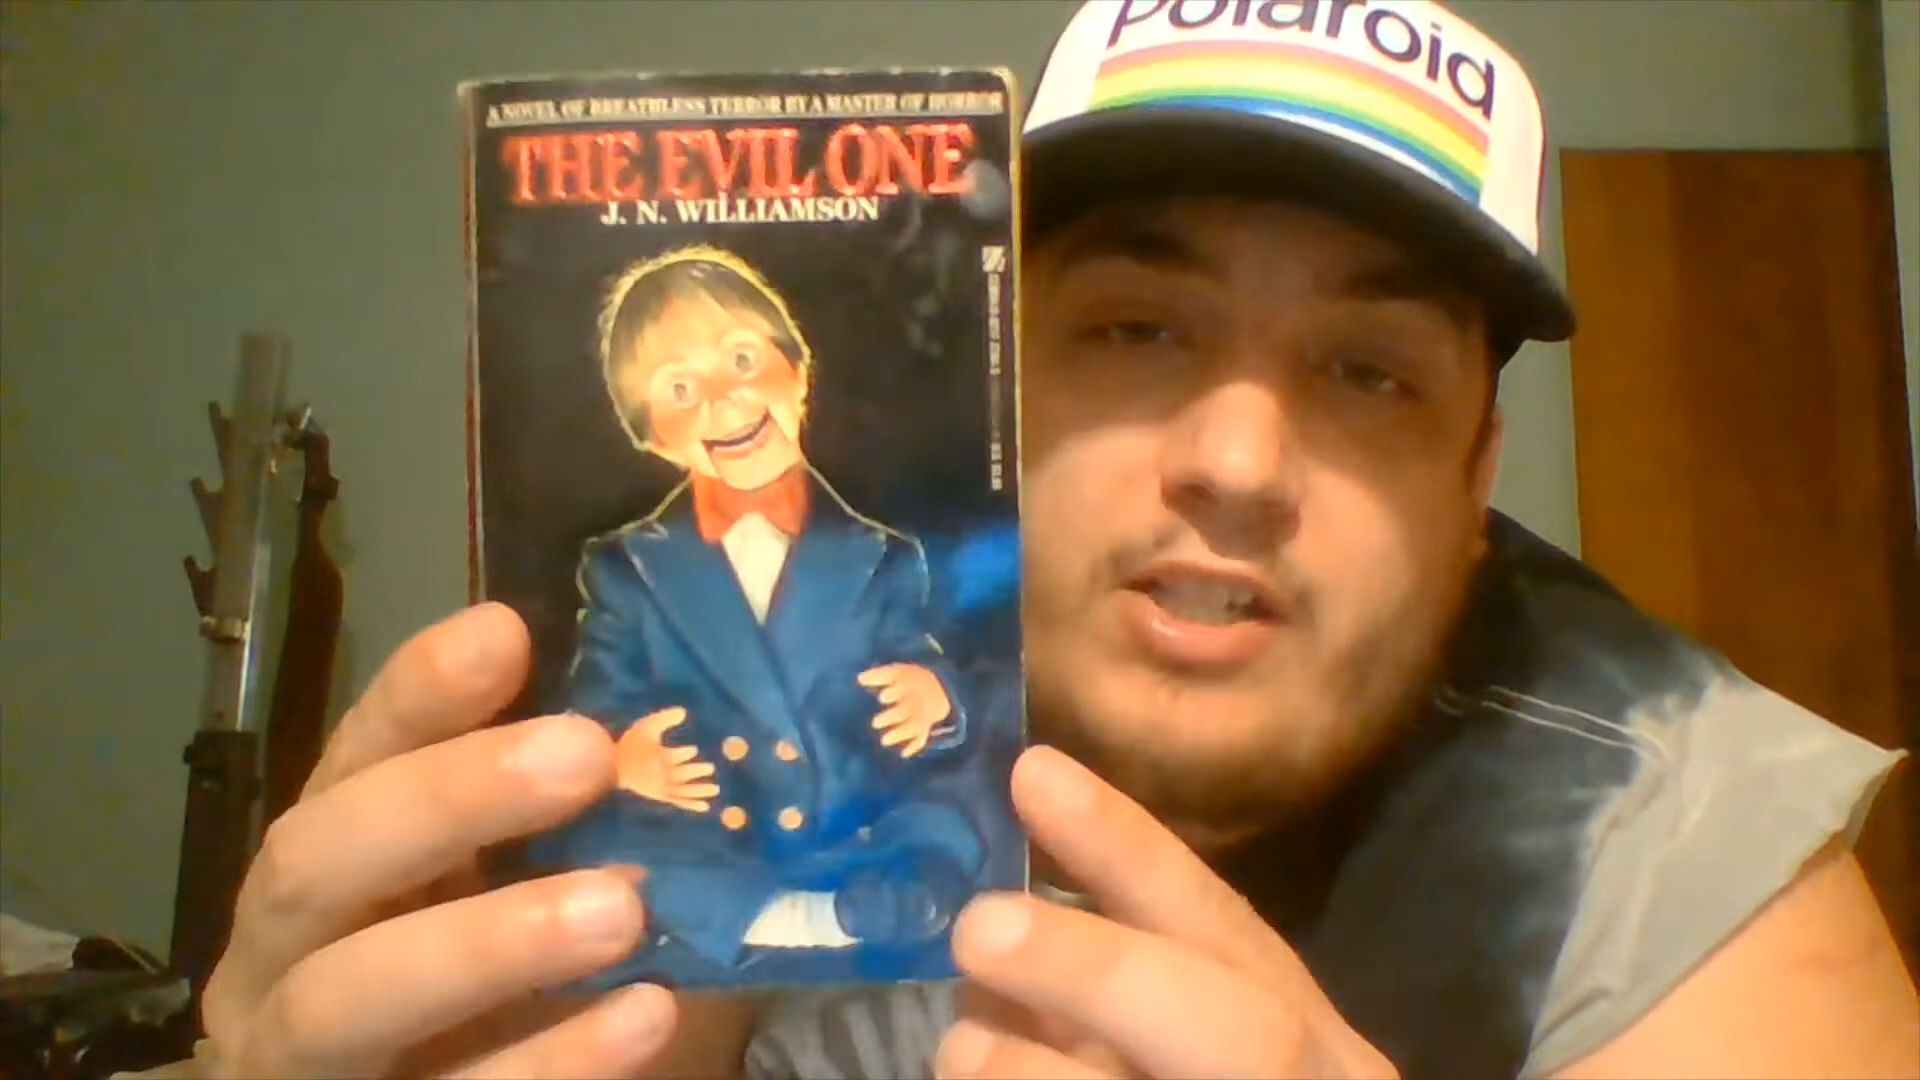 polaroid
A NOVEL OF BREATHLESS TERROR BY A MASTER OF HORROR
THE EVIL ONE
J. N. WILLIAMSON